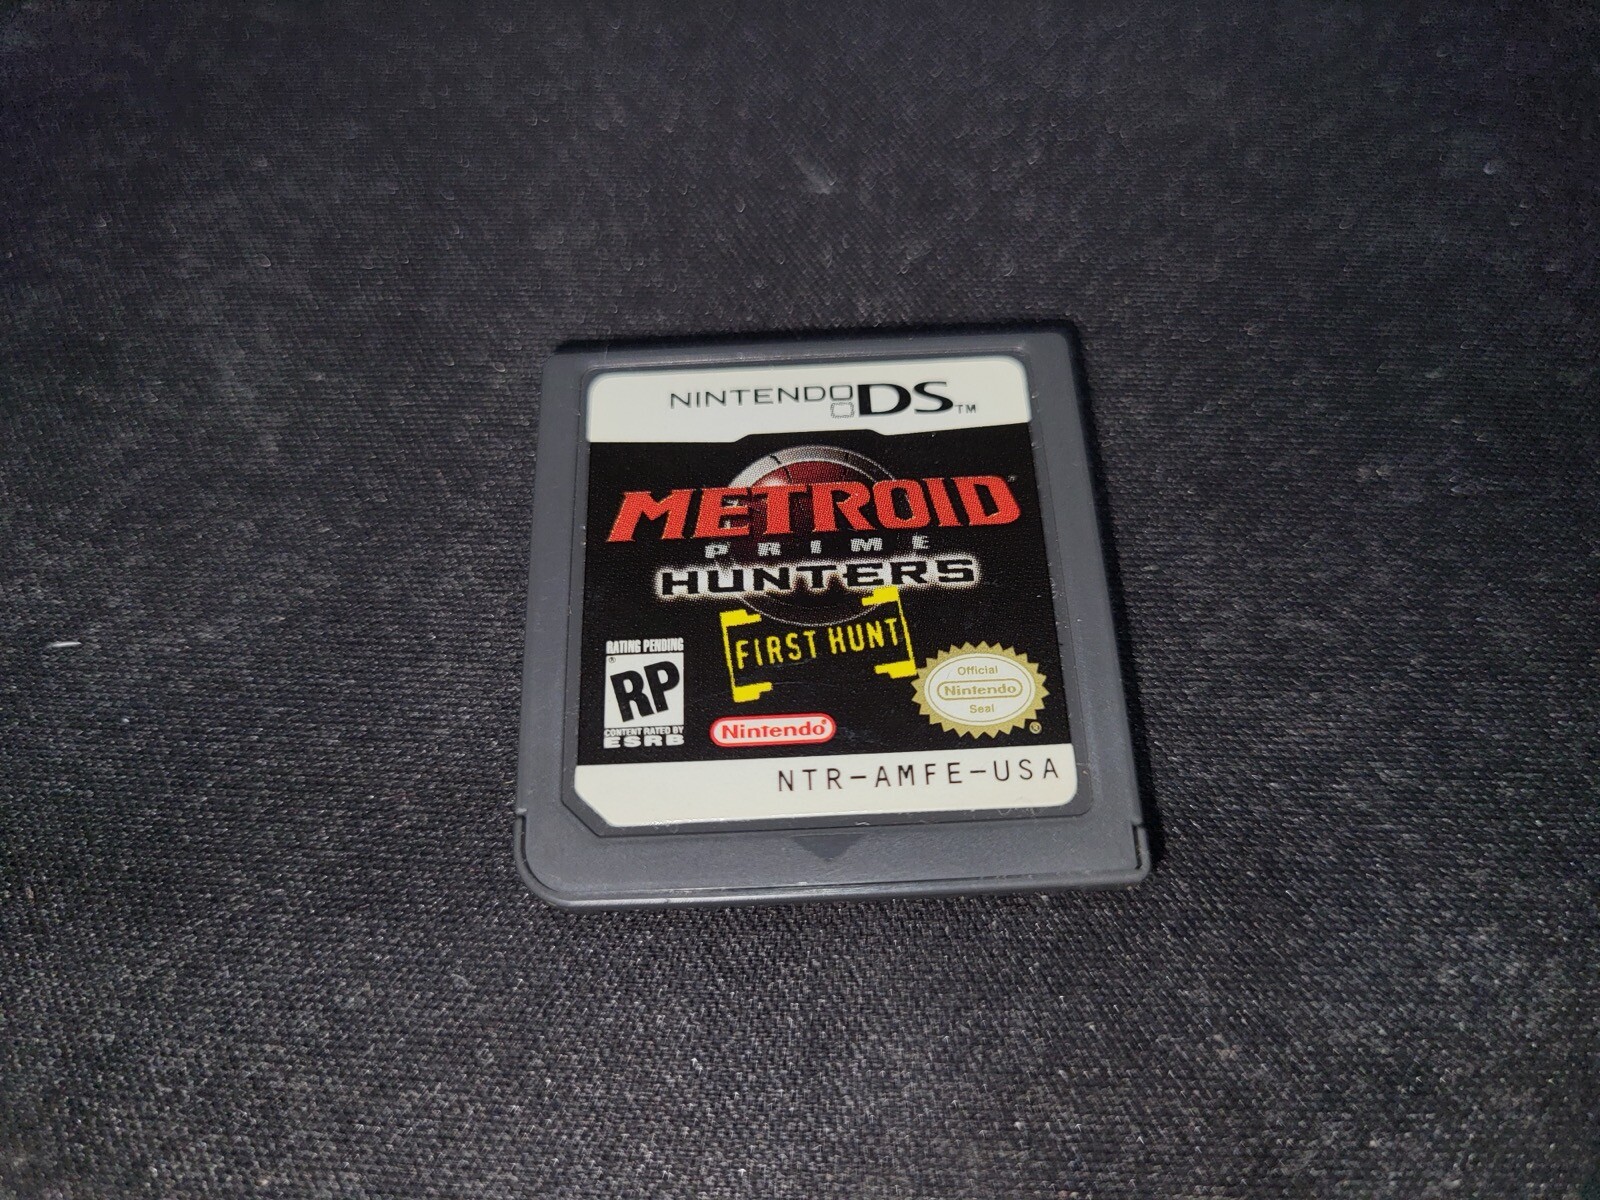 NINTENDO DS™
METROID™
PRIME
HUNTERS
FIRST HUNT
RATING PENDING
RP
CONTENT RATED BY
ESRB
Nintendo®
Official
Nintendo
Seal
®
NTR-AMFE-USA